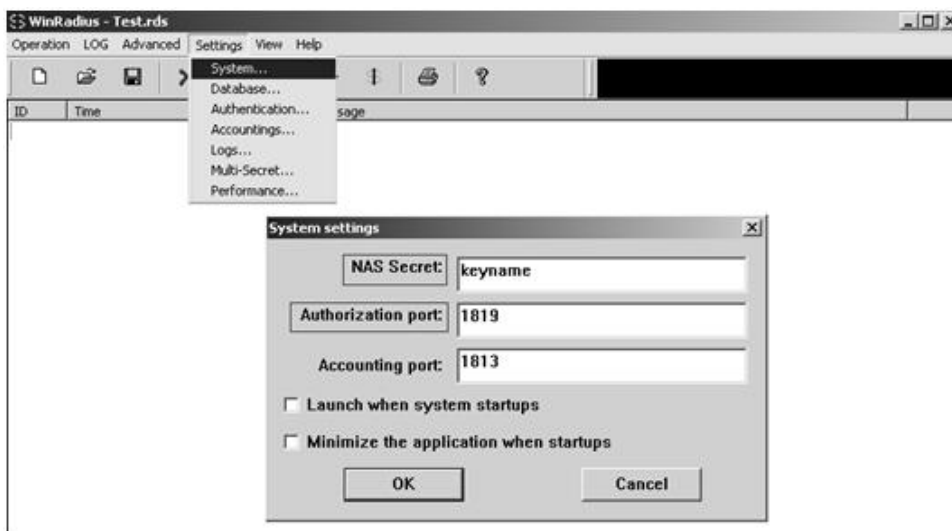 WinRadius - Test.rds
Operation LOG Advanced Settings View Help
System...
Database...
ID Time sage
Authentication...
Accountings...
Logs...
Multi-Secret...
Performance...
System settings
NAS Secret: keyname
Authorization port: 1819
Accounting port: 1813
Launch when system startups
Minimize the application when startups
OK Cancel